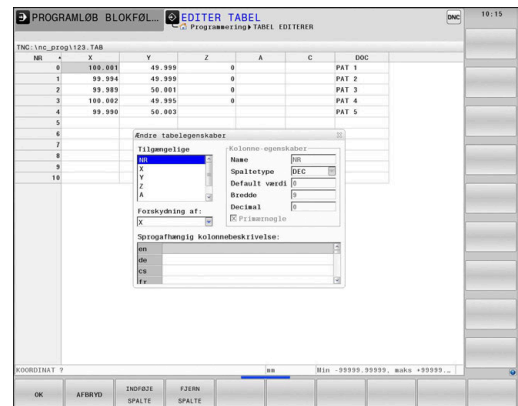 PROGRAMLØB BLOKFØL... EDITER TABEL DNC 10:15
Programmering▸TABEL EDITERER
TNC:\nc_prog\123.TAB
NR X Y Z A C DOC
0 100.001 49.999 0 PAT 1
1 99.994 49.999 0 PAT 2
2 99.989 50.001 0 PAT 3
3 100.002 49.995 0 PAT 4
4 99.990 50.003 PAT 5
5
6
7
8
9
10
Ændre tabelegenskaber
Tilgængelige
NR
X
Y
Z
A
Forskydning af:
X
Kolonne-egenskaber
Name NR
Spaltetype DEC
Default værdi 0
Bredde 9
Decimal 0
Primærnogle
Sprogafhængig kolonnebeskrivelse:
en
de
cs
fr
KOORDINAT ? mm Min -99999.99999, maks +99999...
OK AFBRYD INDFØJE SPALTE FJERN SPALTE